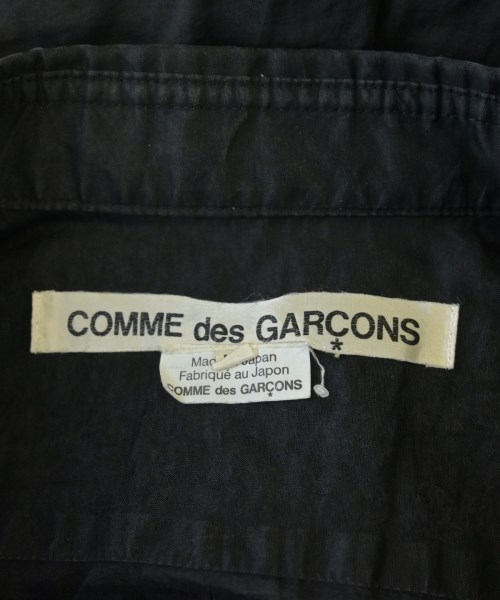 COMME des GARÇONS
*
Japan
Fabriqué au Japon
COMME des GARÇONS
*